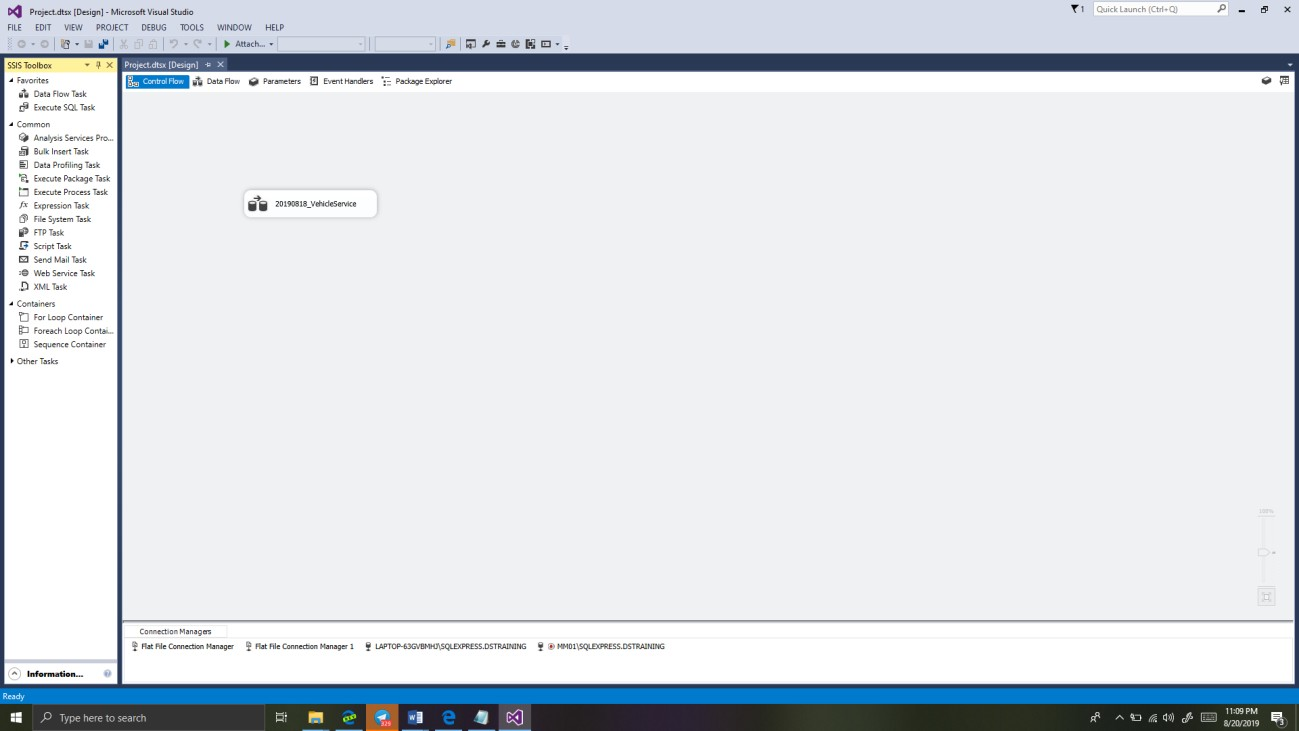 Project.dtsx [Design] - Microsoft Visual Studio
1
Quick Launch (Ctrl+Q)
FILE EDIT VIEW PROJECT DEBUG TOOLS WINDOW HELP
Attach...
SSIS Toolbox
Project.dtsx [Design]
Control Flow Data Flow Parameters Event Handlers Package Explorer
Favorites
Data Flow Task
Execute SQL Task
Common
Analysis Services Pro...
Bulk Insert Task
Data Profiling Task
Execute Package Task
Execute Process Task
Expression Task
File System Task
FTP Task
Script Task
Send Mail Task
Web Service Task
XML Task
Containers
For Loop Container
Foreach Loop Contai...
Sequence Container
Other Tasks
20190818_VehicleService
100%
Connection Managers
Flat File Connection Manager Flat File Connection Manager 1 LAPTOP-63GVBMHJ\SQLEXPRESS.DSTRAINING MM01\SQLEXPRESS.DSTRAINING
Information...
Ready
Type here to search
11:09 PM
8/20/2019
3